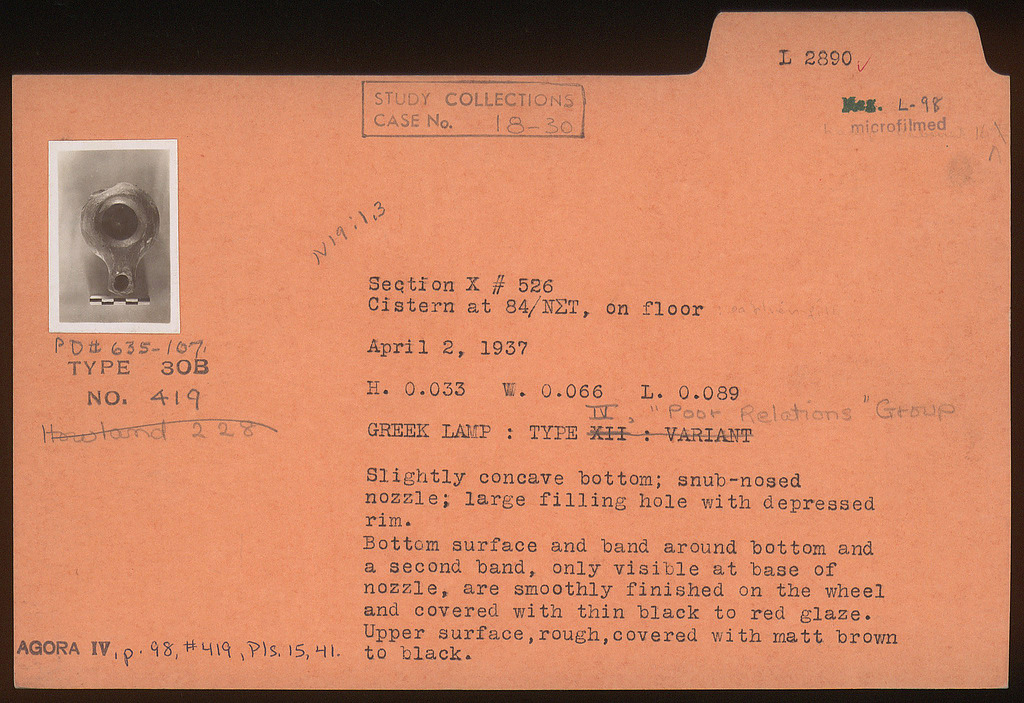 L 2890 ✓
Neg. L-98
microfilmed
STUDY COLLECTIONS
CASE No. 18-30
N19:1,3
Section X # 526
Cistern at 84/ΝΣΤ, on floor
April 2, 1937
H. 0.033 W. 0.066 L. 0.089
IV, "Poor Relations" Group
GREEK LAMP : TYPE XII : VARIANT
PD# 635-107
TYPE 30B
NO. 419
Howland 228
Slightly concave bottom; snub-nosed
nozzle; large filling hole with depressed
rim.
Bottom surface and band around bottom and
a second band, only visible at base of
nozzle, are smoothly finished on the wheel
and covered with thin black to red glaze.
Upper surface, rough, covered with matt brown
to black.
AGORA IV, p. 98, #419, Pls. 15, 41.